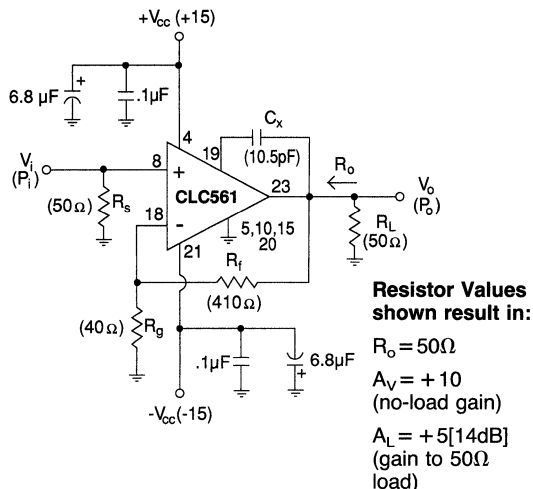 +Vcc (+15)
6.8 µF
+
.1µF
4
Cx
19
(10.5pF)
Ro
Vi
(Pi)
8
+
CLC561
23
Vo
(Po)
(50Ω)
Rs
18
-
5,10,15
20
RL
(50Ω)
21
Rf
(410Ω)
(40Ω)
Rg
.1µF
6.8µF
+
-Vcc(-15)
Resistor Values
shown result in:
Ro = 50Ω
Av = +10
(no-load gain)
AL = +5[14dB]
(gain to 50Ω
load)